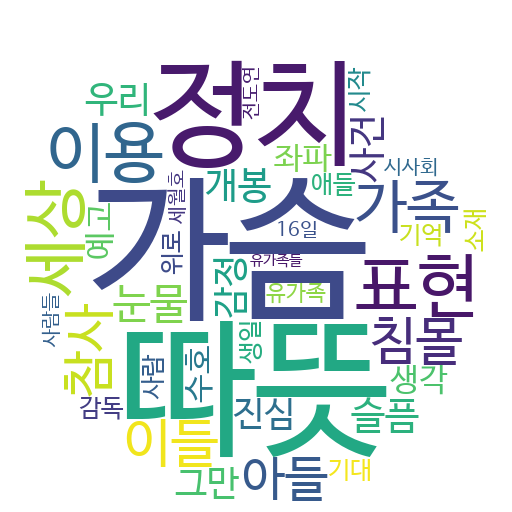 정치
전도연
시작
우리
이용
사건
좌파
시사회
개봉
애들
가족
세상
예고
위로
세월호
가슴
16일
기억
소재
유가족들
사람들
눈물
감정
유가족
표현
참사
따뜻
생일
침몰
사람
수호
생각
감독
이들
진심
슬픔
그만
아들
기대